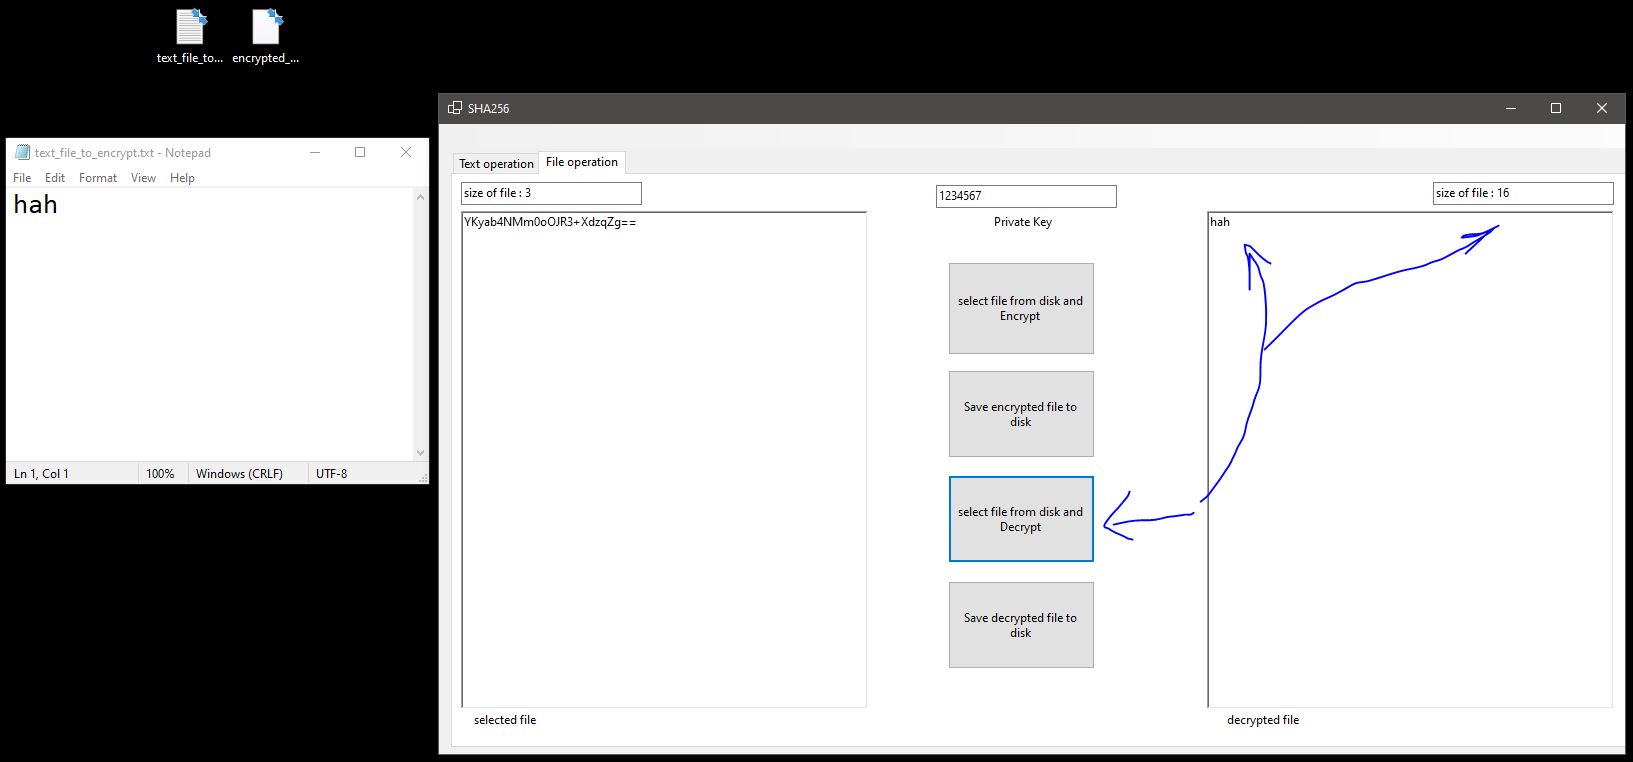 text_file_to...
encrypted_...
text_file_to_encrypt.txt - Notepad
File Edit Format View Help
hah
Ln 1, Col 1
100%
Windows (CRLF)
UTF-8
SHA256
Text operation
File operation
size of file : 3
1234567
size of file : 16
YKyab4NMm0oOJR3+XdzqZg==
Private Key
hah
select file from disk and
Encrypt
Save encrypted file to
disk
select file from disk and
Decrypt
Save decrypted file to
disk
selected file
decrypted file